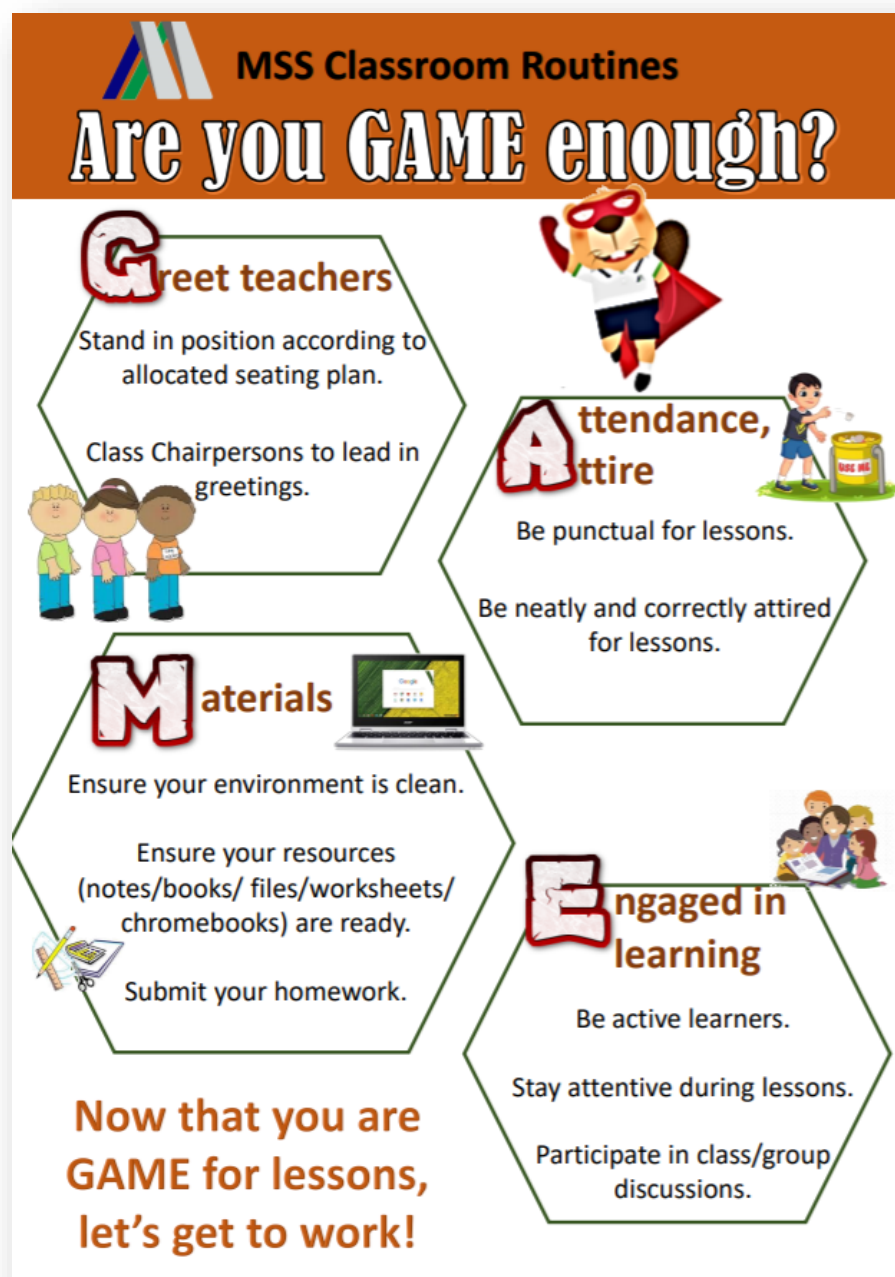 MSS Classroom Routines
Are you GAME enough?
Greet teachers
Stand in position according to
allocated seating plan.
Class Chairpersons to lead in
greetings.
Attendance,
Attire
USE ME
Be punctual for lessons.
Be neatly and correctly attired
for lessons.
Materials
Google
Ensure your environment is clean.
Ensure your resources
(notes/books/ files/worksheets/
chromebooks) are ready.
Submit your homework.
Engaged in
learning
Be active learners.
Stay attentive during lessons.
Participate in class/group
discussions.
Now that you are
GAME for lessons,
let's get to work!